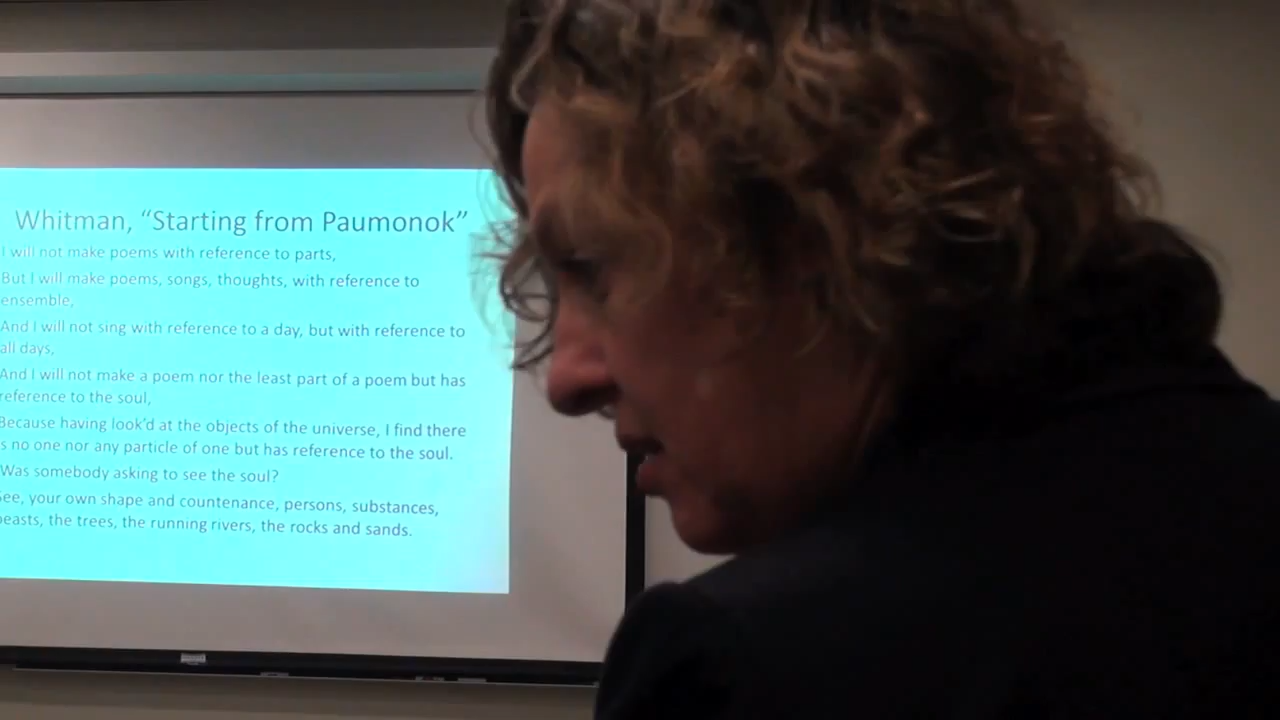 Whitman, “Starting from Paumonok”
I will not make poems with reference to parts,
But I will make poems, songs, thoughts, with reference to
ensemble,
And I will not sing with reference to a day, but with reference to
all days,
And I will not make a poem nor the least part of a poem but has
reference to the soul,
Because having look’d at the objects of the universe, I find there
s no one nor any particle of one but has reference to the soul.
Was somebody asking to see the soul?
See, your own shape and countenance, persons, substances,
beasts, the trees, the running rivers, the rocks and sands.